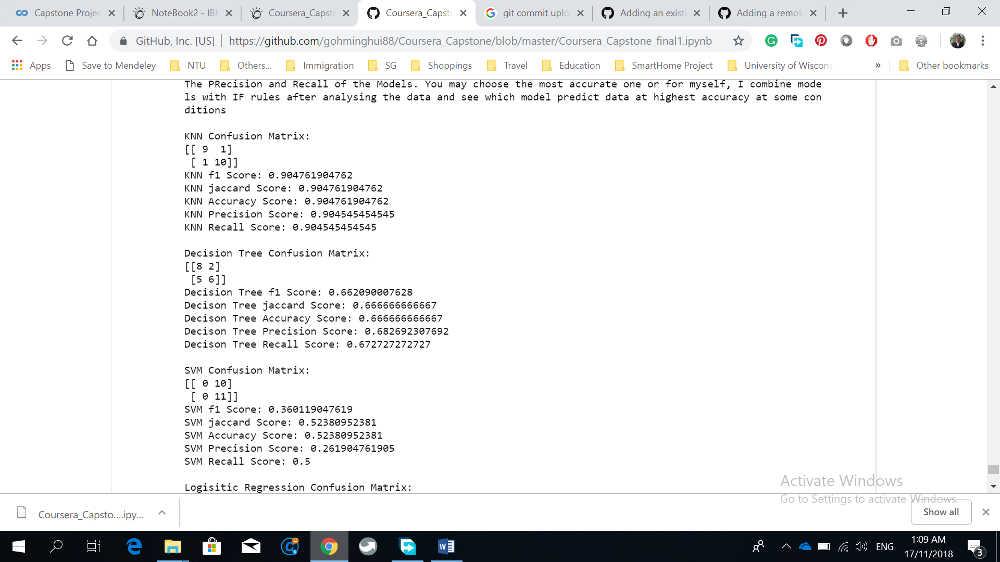 Capstone Projec
NoteBook2 - IBM
Coursera_Capsto
Coursera_Capsto
git commit uplo
Adding an existi
Adding a remot
GitHub, Inc. [US]
https://github.com/gohminghui88/Coursera_Capstone/blob/master/Coursera_Capstone_final1.ipynb
Apps
Save to Mendeley
NTU
Others...
Immigration
SG
Shoppings
Travel
Education
SmartHome Project
University of Wiscons
»
Other bookmarks
The PRecision and Recall of the Models. You may choose the most accurate one or for myself, I combine mode
ls with IF rules after analysing the data and see which model predict data at highest accuracy at some con
ditions
KNN Confusion Matrix:
[[ 9  1]
[ 1 10]]
KNN f1 Score: 0.904761904762
KNN jaccard Score: 0.904761904762
KNN Accuracy Score: 0.904761904762
KNN Precision Score: 0.904545454545
KNN Recall Score: 0.904545454545
Decision Tree Confusion Matrix:
[[8 2]
[5 6]]
Decision Tree f1 Score: 0.662090007628
Decison Tree jaccard Score: 0.666666666667
Decison Tree Accuracy Score: 0.666666666667
Decison Tree Precision Score: 0.682692307692
Decison Tree Recall Score: 0.672727272727
SVM Confusion Matrix:
[[ 0 10]
[ 0 11]]
SVM f1 Score: 0.360119047619
SVM jaccard Score: 0.52380952381
SVM Accuracy Score: 0.52380952381
SVM Precision Score: 0.261904761905
SVM Recall Score: 0.5
Logisitic Regression Confusion Matrix:
Activate Windows
Go to Settings to activate Windows.
Coursera_Capsto....ipy...
Show all
ENG
1:09 AM
17/11/2018
3